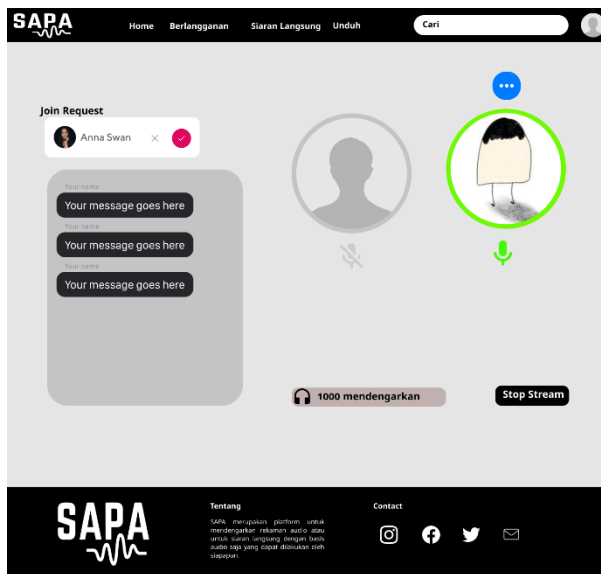 SAPA
Home Berlangganan Siaran Langsung Unduh Cari
Join Request
Anna Swan
Your name
Your message goes here
Your name
Your message goes here
Your name
Your message goes here
1000 mendengarkan
Stop Stream
SAPA
Tentang
SAPA merupakan platform untuk
mendengarkan rekaman audio atau
untuk siaran langsung dengan basis
audio saja yang dapat dilakukan oleh
siapapun.
Contact